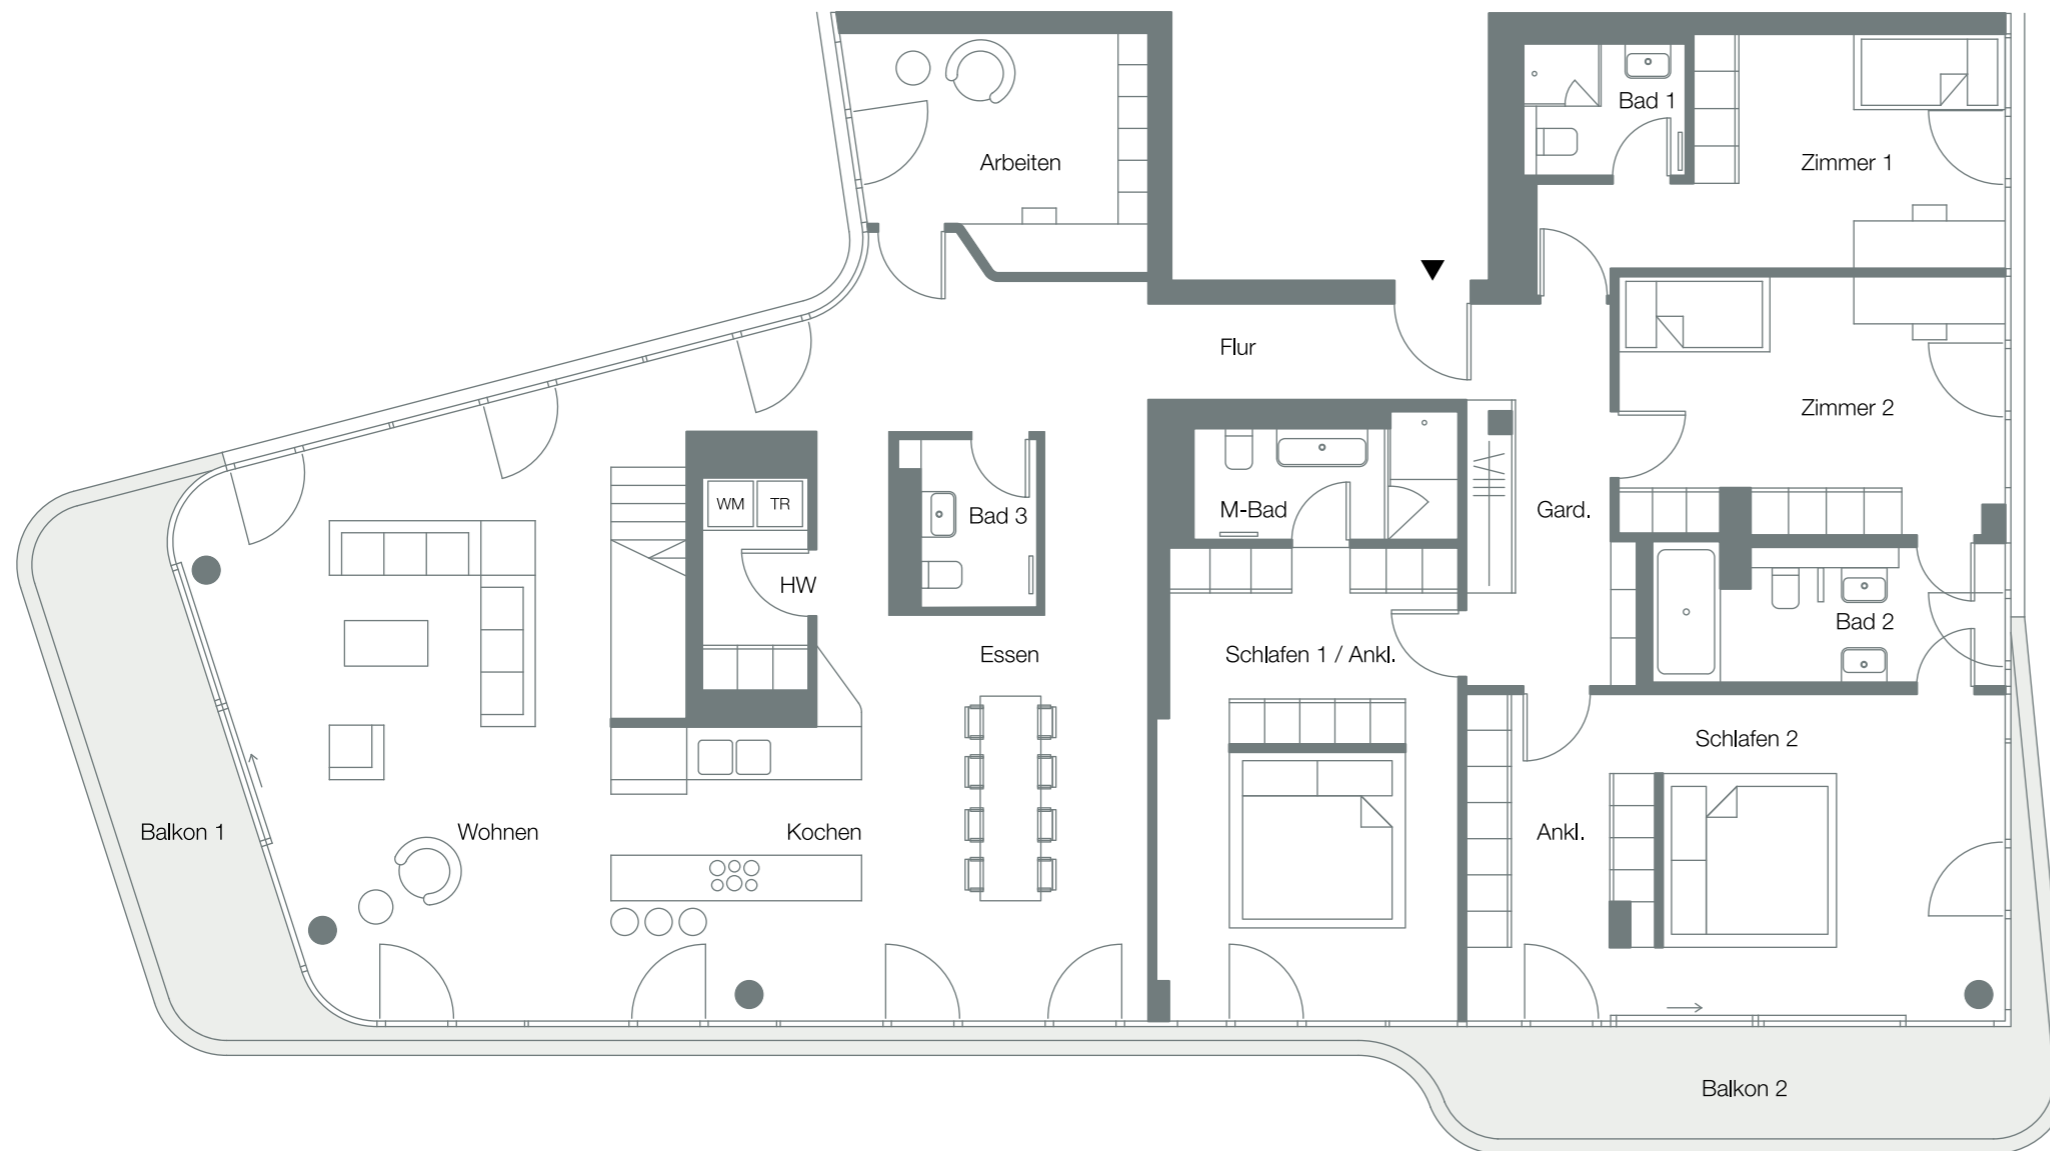 Bad 1
Arbeiten
Zimmer 1
Flur
Zimmer 2
WM
TR
Bad 3
M-Bad
Gard.
HW
Bad 2
Essen
Schlafen 1 / Ankl.
Schlafen 2
Balkon 1
Wohnen
Kochen
Ankl.
Balkon 2